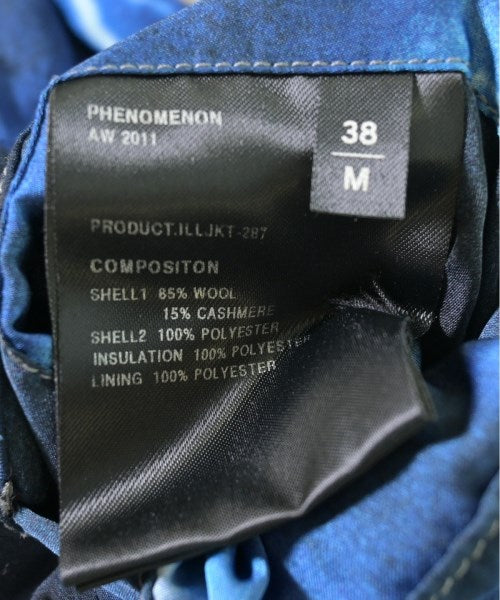 PHENOMENON
AW 2011
38
M
PRODUCT.ILLJKT-287
COMPOSITON
SHELL1 85% WOOL
15% CASHMERE
SHELL2 100% POLYESTER
INSULATION 100% POLYESTER
LINING 100% POLYESTER